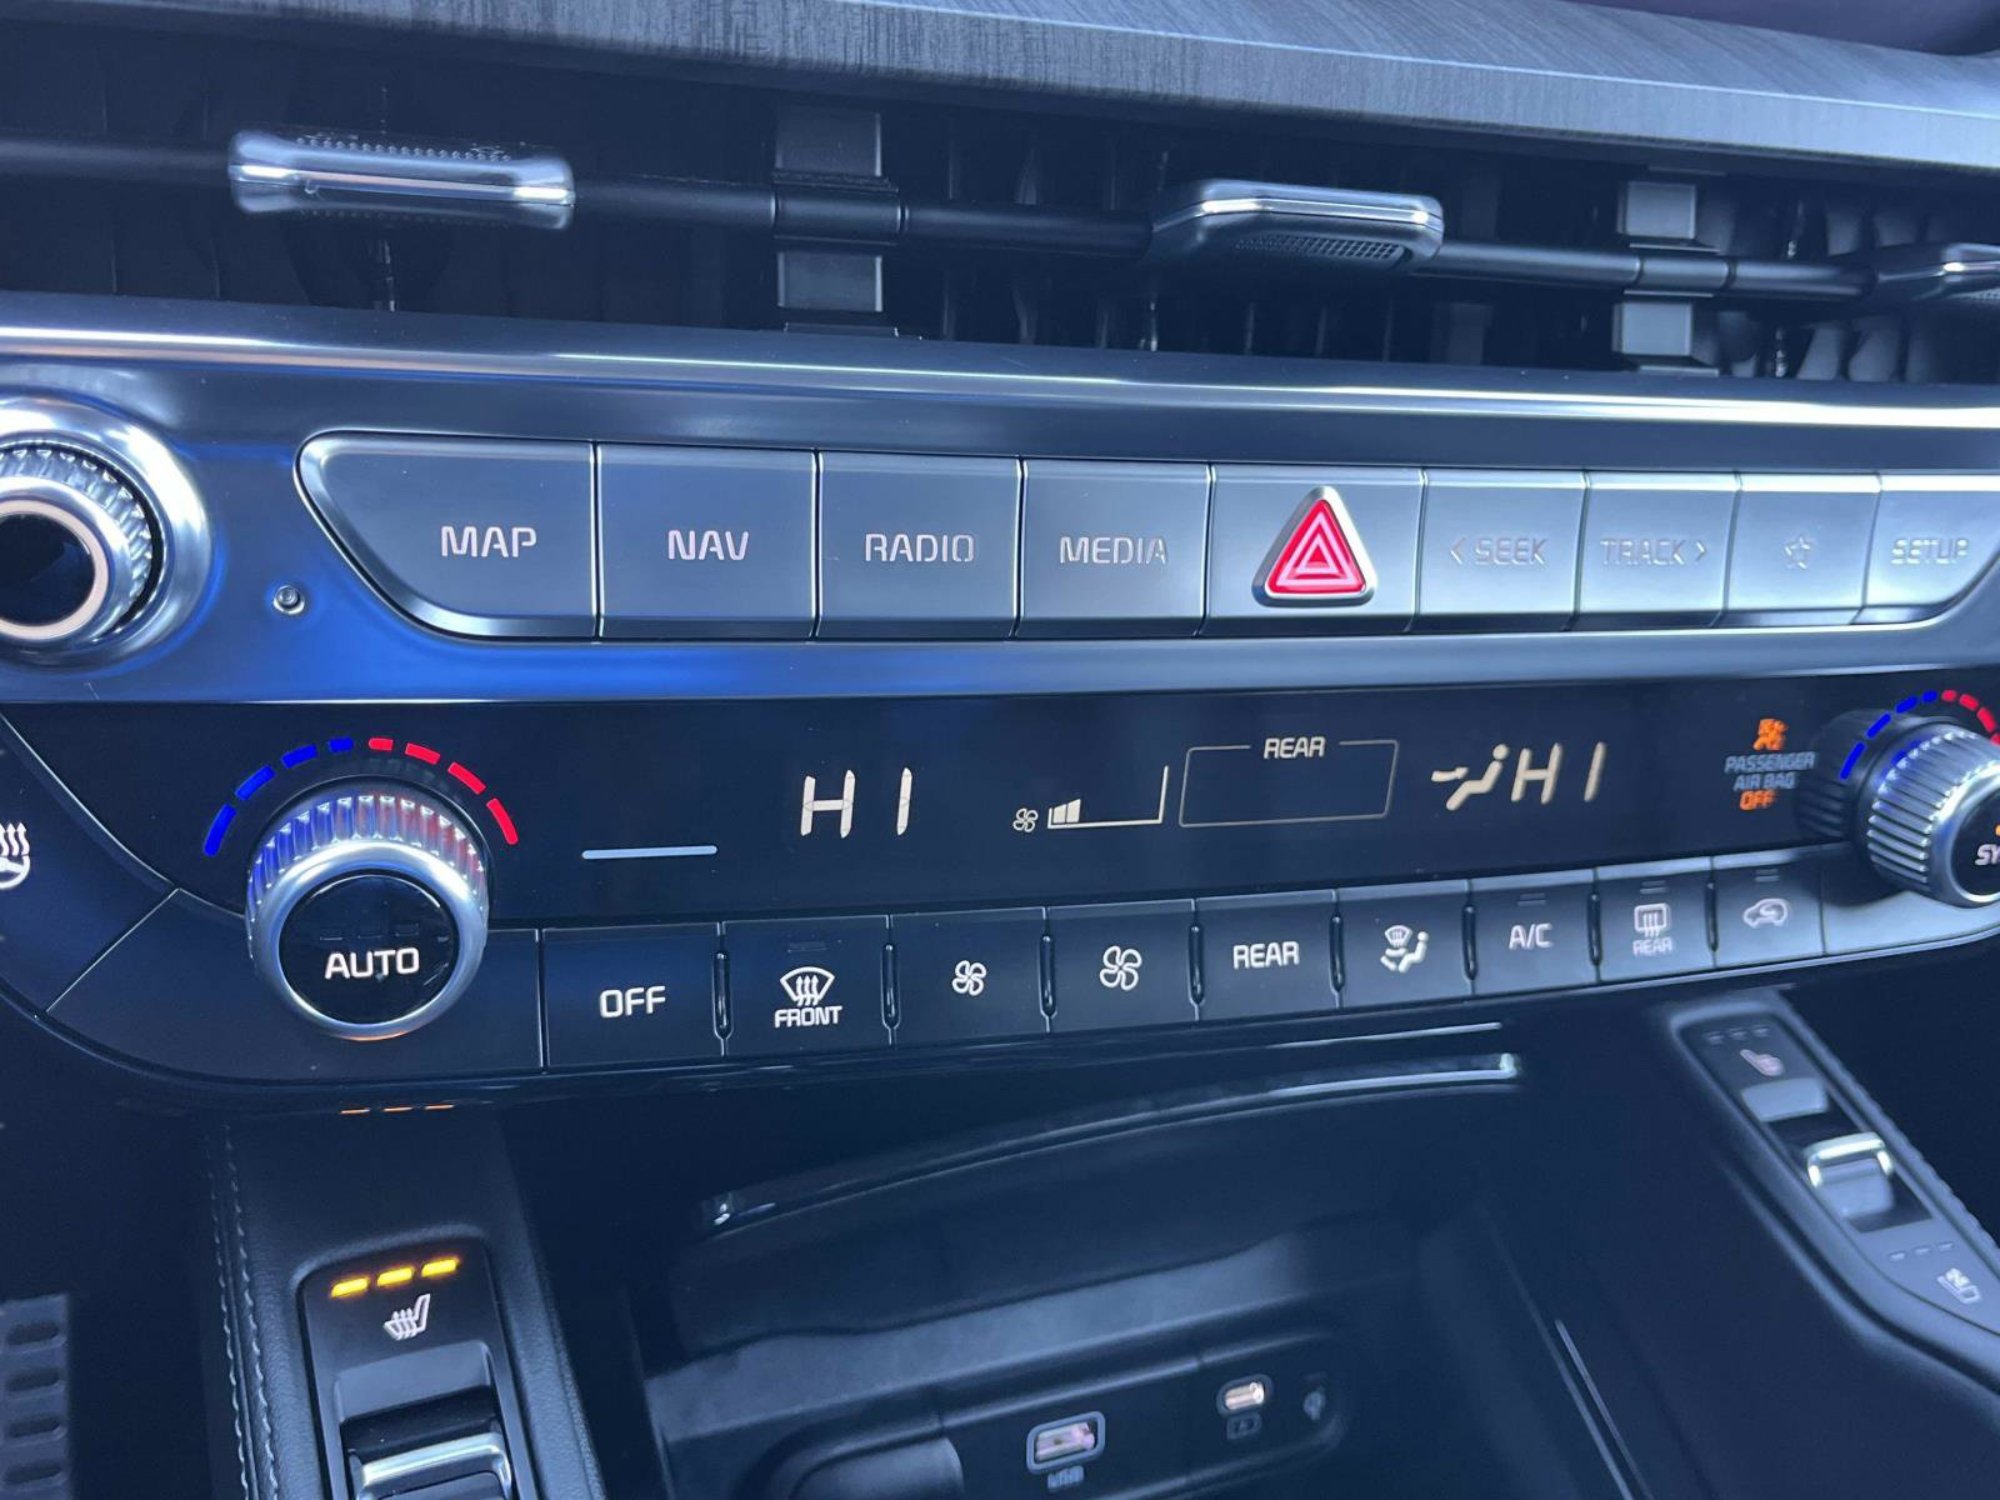 MAP
NAV
RADIO
MEDIA
< SEEK
TRACK >
SETUP
REAR
HI
HI
PASSENGER
AIR BAG
OFF
AUTO
OFF
FRONT
REAR
A/C
REAR